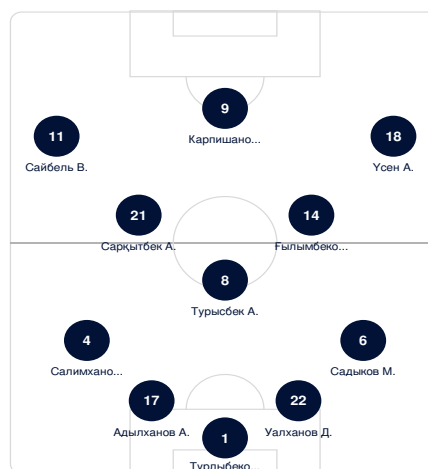 9
Карпишано...
11
18
Сайбель В.
Үсен А.
21
14
Сарқытбек А.
Ғылымбеко...
8
Турысбек А.
4
6
Салимхано...
Садыков М.
17
22
Адылханов А.
Уалханов Д.
1
Турлыбеко...